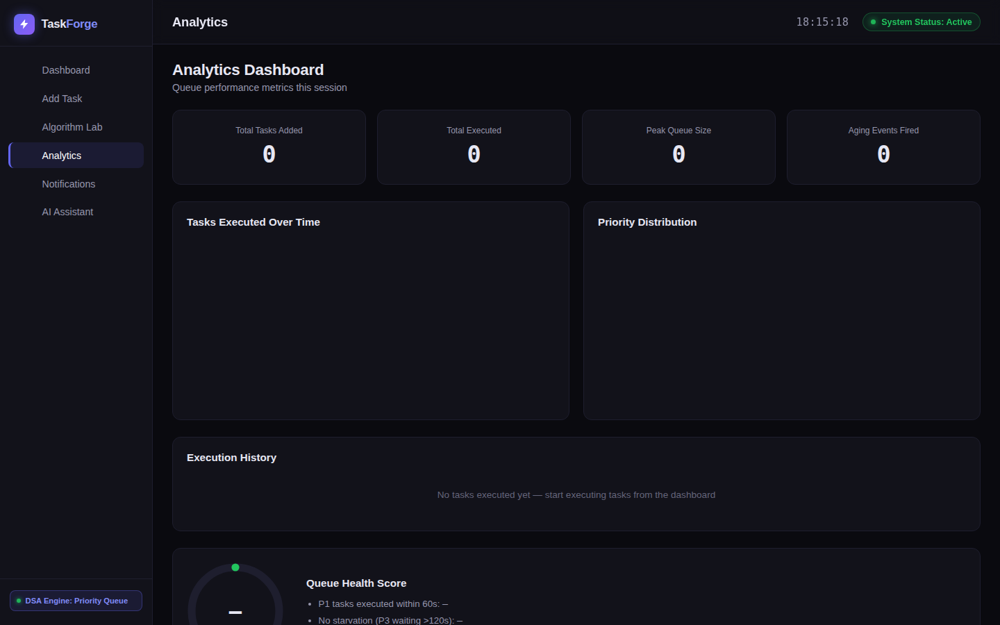 TaskForge
Analytics
18:15:18
System Status: Active
Dashboard
Add Task
Algorithm Lab
Analytics
Notifications
AI Assistant
DSA Engine: Priority Queue
Analytics Dashboard
Queue performance metrics this session
Total Tasks Added
0
Total Executed
0
Peak Queue Size
0
Aging Events Fired
0
Tasks Executed Over Time
Priority Distribution
Execution History
No tasks executed yet — start executing tasks from the dashboard
–
Queue Health Score
• P1 tasks executed within 60s: –
• No starvation (P3 waiting >120s): –